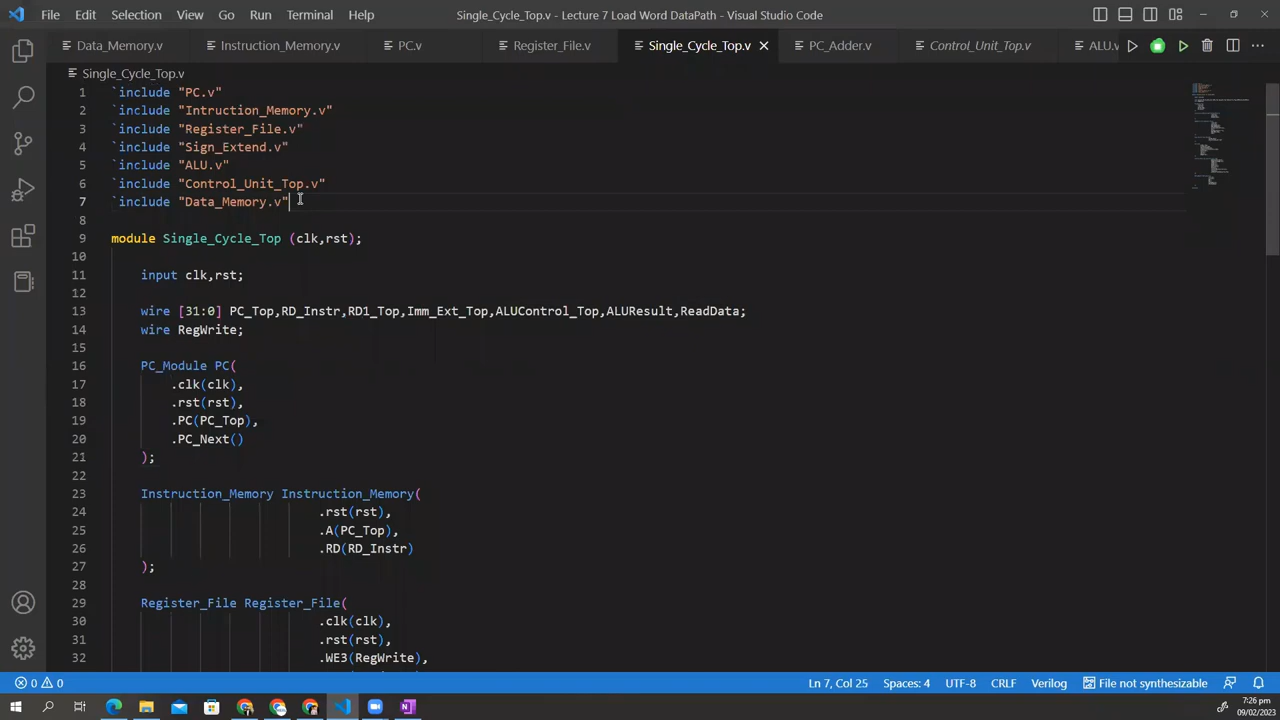 File Edit Selection View Go Run Terminal Help Single_Cycle_Top.v - Lecture 7 Load Word DataPath - Visual Studio Code
Data_Memory.v Instruction_Memory.v PC.v Register_File.v Single_Cycle_Top.v PC_Adder.v Control_Unit_Top.v ALU.v
Single_Cycle_Top.v
1 `include "PC.v"
2 `include "Intruction_Memory.v"
3 `include "Register_File.v"
4 `include "Sign_Extend.v"
5 `include "ALU.v"
6 `include "Control_Unit_Top.v"
7 `include "Data_Memory.v"
8
9 module Single_Cycle_Top (clk,rst);
10
11 input clk,rst;
12
13 wire [31:0] PC_Top,RD_Instr,RD1_Top,Imm_Ext_Top,ALUControl_Top,ALUResult,ReadData;
14 wire RegWrite;
15
16 PC_Module PC(
17 .clk(clk),
18 .rst(rst),
19 .PC(PC_Top),
20 .PC_Next()
21 );
22
23 Instruction_Memory Instruction_Memory(
24 .rst(rst),
25 .A(PC_Top),
26 .RD(RD_Instr)
27 );
28
29 Register_File Register_File(
30 .clk(clk),
31 .rst(rst),
32 .WE3(RegWrite),
0 0 Ln 7, Col 25 Spaces: 4 UTF-8 CRLF Verilog File not synthesizable
7:26 pm
09/02/2023